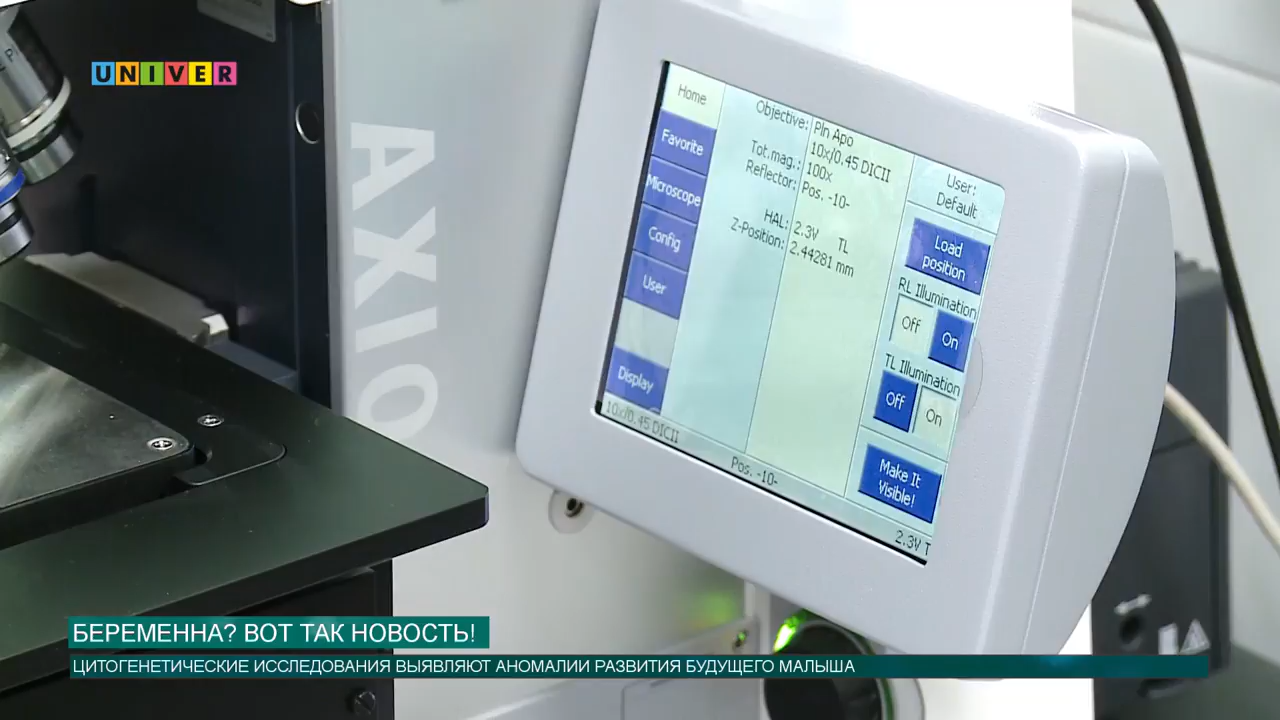 UNIVER
AXIO
Home
Favorite
Microscope
Config
User
Display
Objective:
Pln Apo
10x/0.45 DICII
Tot.mag.:
100x
Reflector:
Pos. -10-
HAL:
2.3V TL
Z-Position:
2.44281 mm
User:
Default
Load
position
RL Illumination
Off
On
TL Illumination
Off
On
Make It
Visible!
10x/0.45 DICII
Pos. -10-
2.3V T
БЕРЕМЕННА? ВОТ ТАК НОВОСТЬ!
ЦИТОГЕНЕТИЧЕСКИЕ ИССЛЕДОВАНИЯ ВЫЯВЛЯЮТ АНОМАЛИИ РАЗВИТИЯ БУДУЩЕГО МАЛЫША